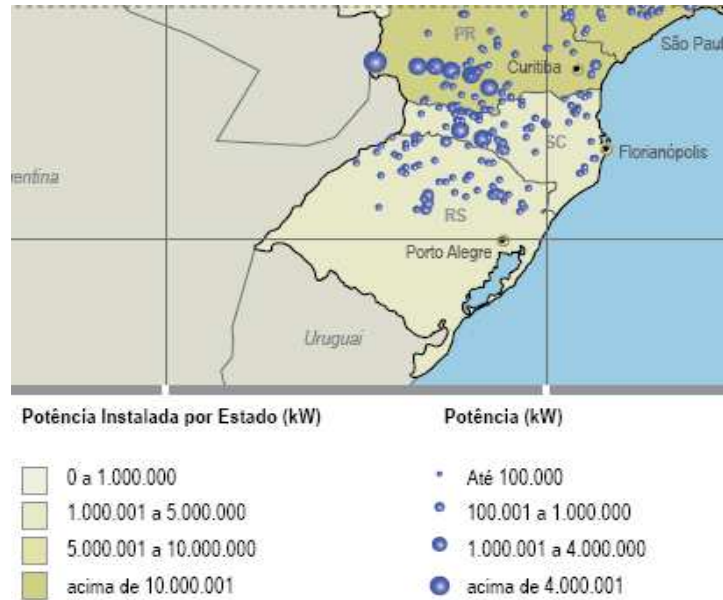 PR
São Paul
Curitiba
SC
Florianópolis
entina
RS
Porto Alegre
Uruguai
Potência Instalada por Estado (kW)
0 a 1.000.000
1.000.001 a 5.000.000
5.000.001 a 10.000.000
acima de 10.000.001
Potência (kW)
Até 100.000
100.001 a 1.000.000
1.000.001 a 4.000.000
acima de 4.000.001